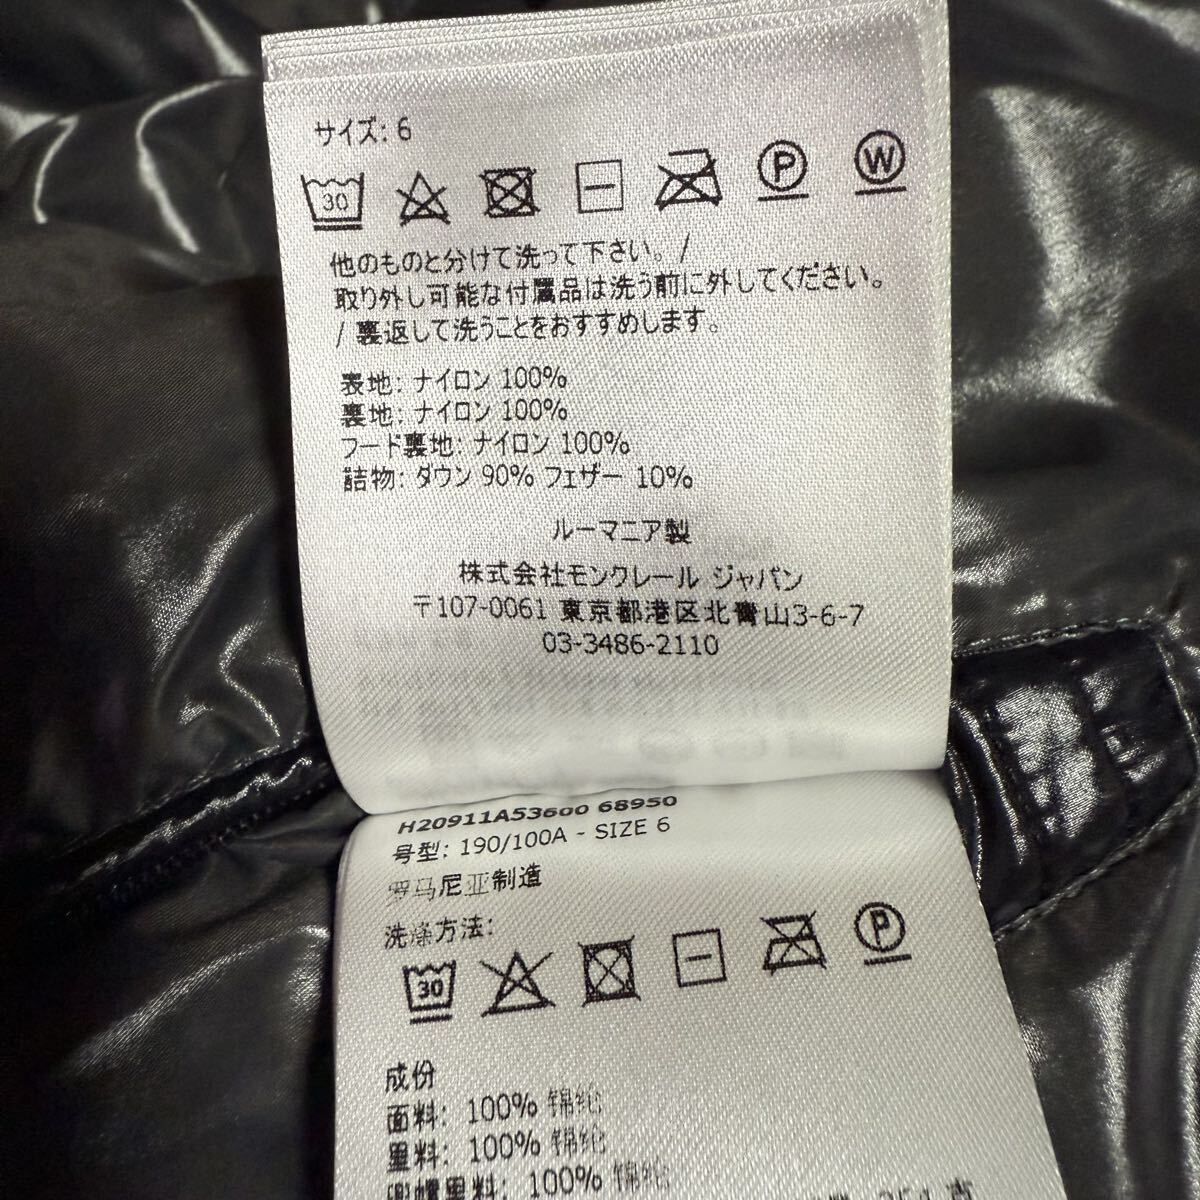 サイズ: 6
30
P
W
他のものと分けて洗って下さい。/
取り外し可能な付属品は洗う前に外してください。
/ 裏返して洗うことをおすすめします。
表地: ナイロン 100%
裏地: ナイロン 100%
フード裏地: ナイロン 100%
詰物: ダウン 90% フェザー 10%
ルーマニア製
株式会社モンクレール ジャパン
〒107-0061 東京都港区北青山3-6-7
03-3486-2110
H20911A53600 68950
号型: 190/100A - SIZE 6
罗马尼亚制造
洗涤方法:
30
P
成份
面料: 100% 锦纶
里料: 100% 锦纶
100% 锦纶